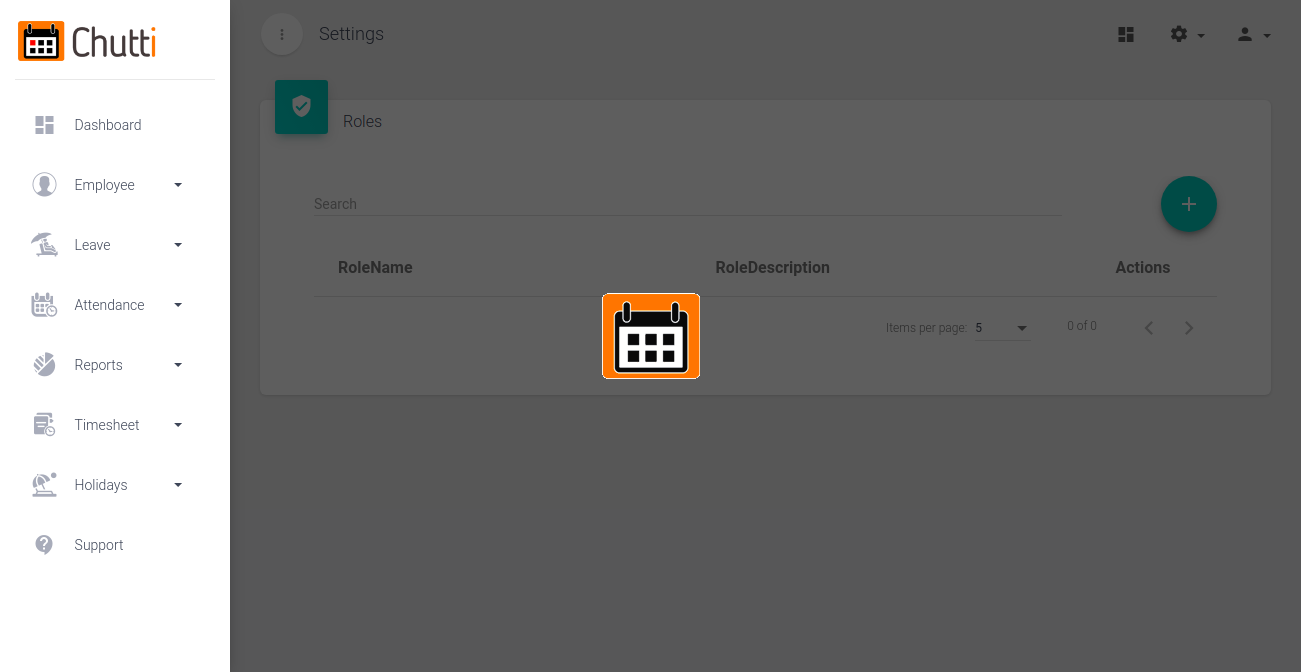 Chutti
Settings
Dashboard
Employee
Leave
Attendance
Reports
Timesheet
Holidays
Support
Roles
Search
RoleName RoleDescription Actions
Items per page: 5 0 of 0